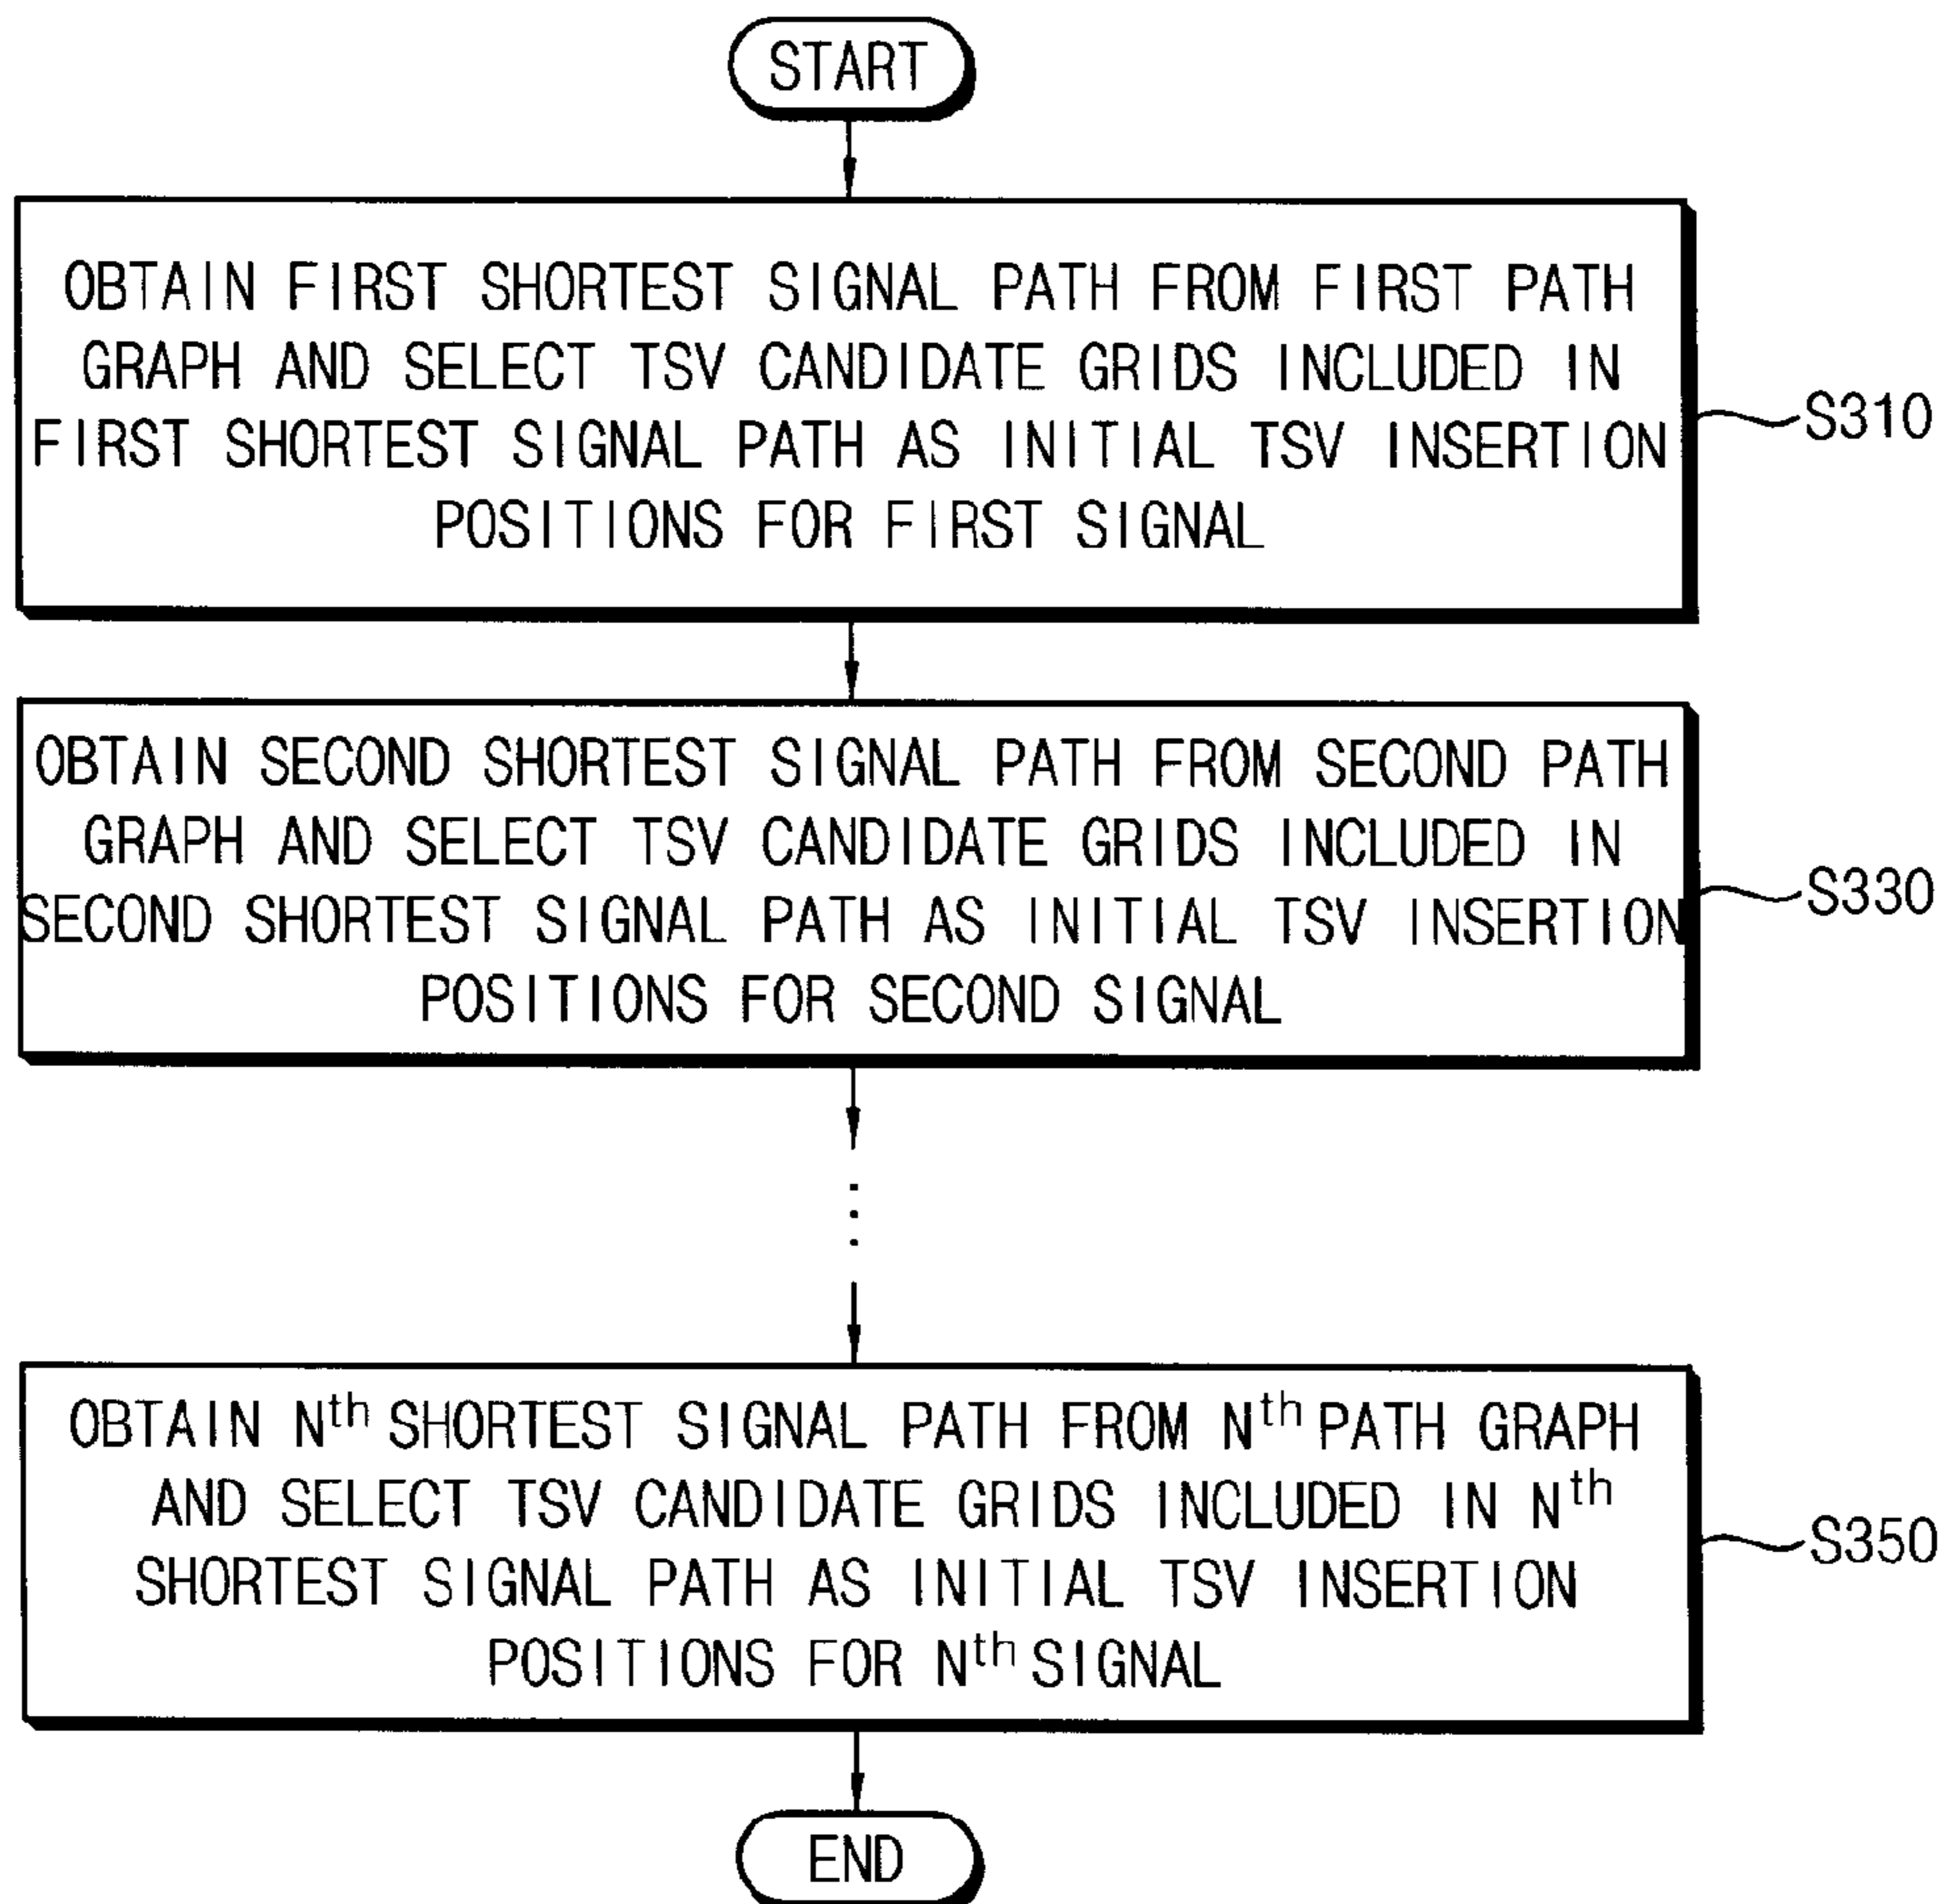 START
OBTAIN FIRST SHORTEST SIGNAL PATH FROM FIRST PATH
GRAPH AND SELECT TSV CANDIDATE GRIDS INCLUDED IN
FIRST SHORTEST SIGNAL PATH AS INITIAL TSV INSERTION
POSITIONS FOR FIRST SIGNAL
S310
OBTAIN SECOND SHORTEST SIGNAL PATH FROM SECOND PATH
GRAPH AND SELECT TSV CANDIDATE GRIDS INCLUDED IN
SECOND SHORTEST SIGNAL PATH AS INITIAL TSV INSERTION
POSITIONS FOR SECOND SIGNAL
S330
OBTAIN Nth SHORTEST SIGNAL PATH FROM Nth PATH GRAPH
AND SELECT TSV CANDIDATE GRIDS INCLUDED IN Nth
SHORTEST SIGNAL PATH AS INITIAL TSV INSERTION
POSITIONS FOR Nth SIGNAL
S350
END